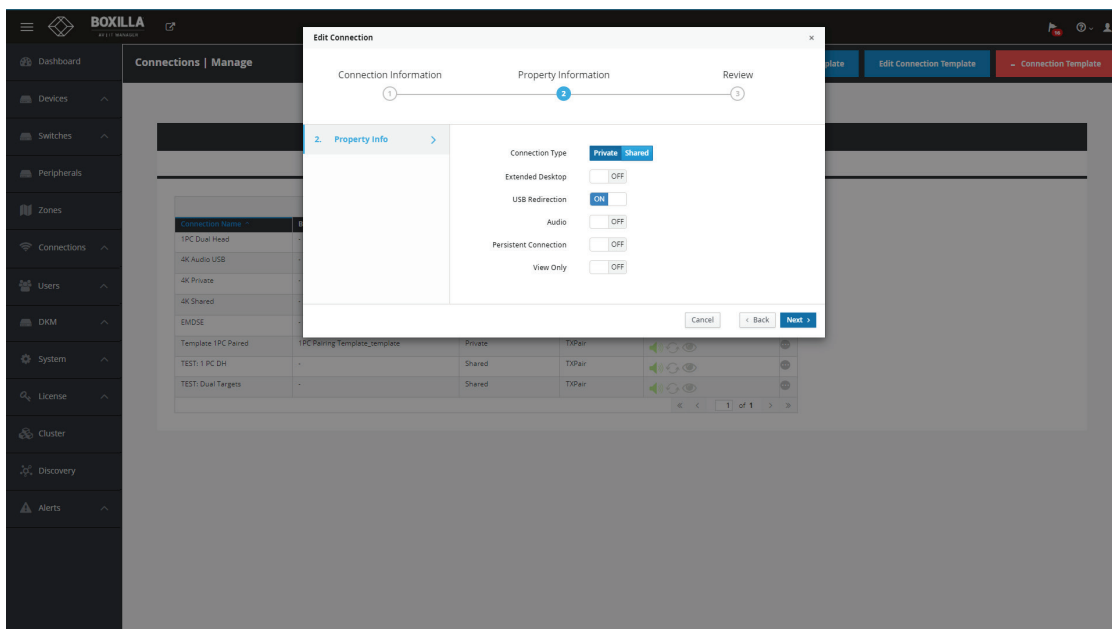 BOXILLA
Edit Connection
×
Dashboard
Connections | Manage
plate
Edit Connection Template
- Connection Template
Connection Information
Property Information
Review
1
2
3
Devices
Switches
2. Property Info
Connection Type
Private Shared
Extended Desktop
OFF
Peripherals
USB Redirection
ON
Zones
Audio
OFF
Connection Name
B
1PC Dual Head
-
Persistent Connection
OFF
Connections
4K Audio USB
-
View Only
OFF
Users
4K Private
-
4K Shared
-
DKM
EMDSE
-
Cancel
< Back
Next >
Template 1PC Paired
1PC Pairing Template_template
Private
TXPair
System
TEST: 1 PC DH
-
Shared
TXPair
TEST: Dual Targets
-
Shared
TXPair
License
1 of 1
Cluster
Discovery
Alerts